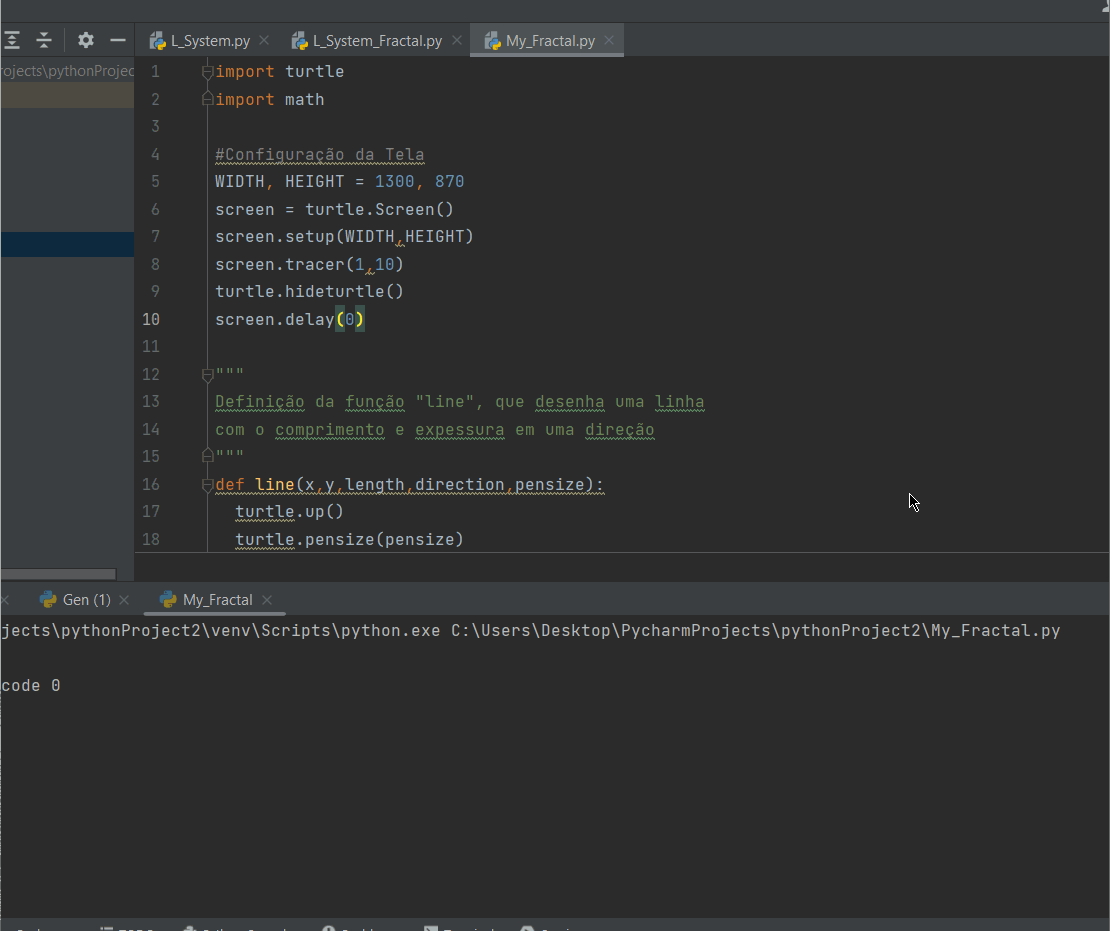 L_System.py L_System_Fractal.py My_Fractal.py
rojects\pythonProjec
1 import turtle
2 import math
3
4 #Configuração da Tela
5 WIDTH, HEIGHT = 1300, 870
6 screen = turtle.Screen()
7 screen.setup(WIDTH,HEIGHT)
8 screen.tracer(1,10)
9 turtle.hideturtle()
10 screen.delay(0)
11
12 """
13 Definição da função "line", que desenha uma linha
14 com o comprimento e expessura em uma direção
15 """
16 def line(x,y,length,direction,pensize):
17 turtle.up()
18 turtle.pensize(pensize)
Gen (1) My_Fractal
jects\pythonProject2\venv\Scripts\python.exe C:\Users\Desktop\PycharmProjects\pythonProject2\My_Fractal.py
code 0